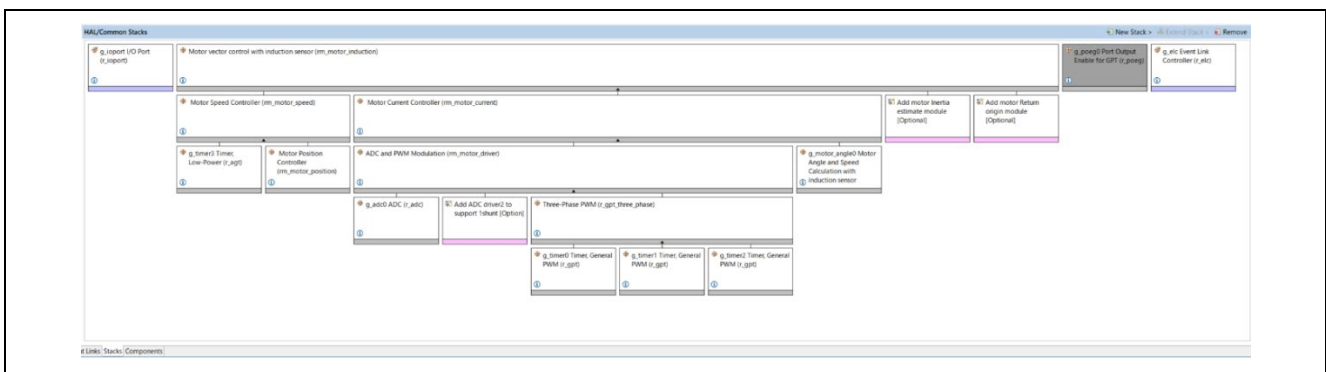 HAL/Common Stacks
New Stack >
Extend Stack >
Remove
g_ioport I/O Port
(r_ioport)
Motor vector control with induction sensor (rm_motor_induction)
g_poeg0 Port Output
Enable for GPT (r_poeg)
g_elc Event Link
Controller (r_elc)
Motor Speed Controller (rm_motor_speed)
Motor Current Controller (rm_motor_current)
Add motor Inertia
estimate module
[Optional]
Add motor Return
origin module
[Optional]
g_timer3 Timer,
Low-Power (r_agt)
Motor Position
Controller
(rm_motor_position)
ADC and PWM Modulation (rm_motor_driver)
g_motor_angle0 Motor
Angle and Speed
Calculation with
induction sensor
g_adc0 ADC (r_adc)
Add ADC driver2 to
support 1shunt [Option]
Three-Phase PWM (r_gpt_three_phase)
g_timer0 Timer, General
PWM (r_gpt)
g_timer1 Timer, General
PWM (r_gpt)
g_timer2 Timer, General
PWM (r_gpt)
t Links Stacks Components